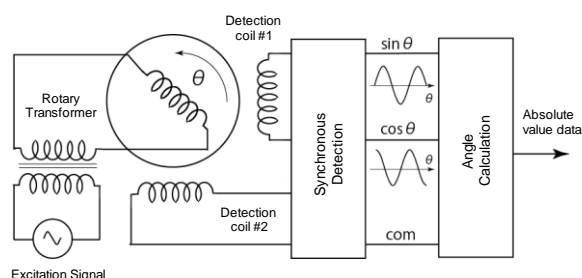 Detection
coil #1
θ
Rotary
Transformer
Excitation Signal
Detection
coil #2
Synchronous
Detection
sin θ
θ
cos θ
θ
com
Angle
Calculation
Absolute
value data